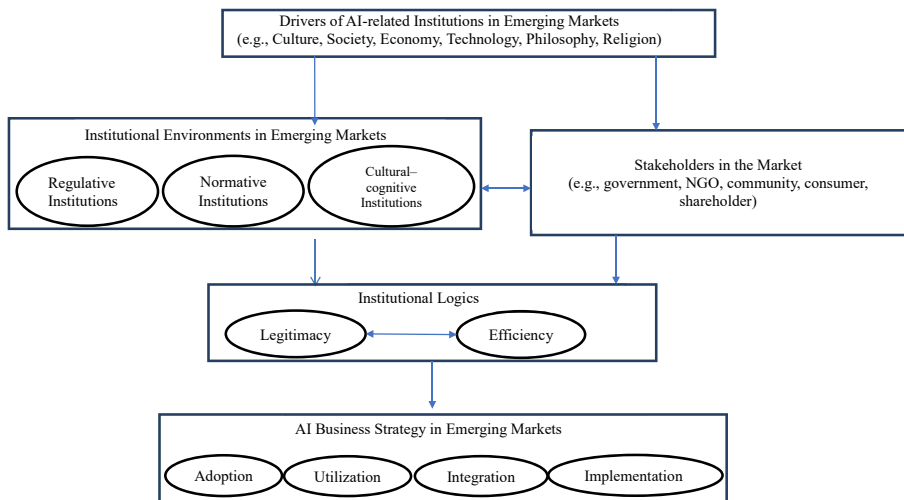 Drivers of AI-related Institutions in Emerging Markets
(e.g., Culture, Society, Economy, Technology, Philosophy, Religion)
Institutional Environments in Emerging Markets
Regulative
Institutions
Normative
Institutions
Cultural–
cognitive
Institutions
Stakeholders in the Market
(e.g., government, NGO, community, consumer,
shareholder)
Institutional Logics
Legitimacy
Efficiency
AI Business Strategy in Emerging Markets
Adoption
Utilization
Integration
Implementation